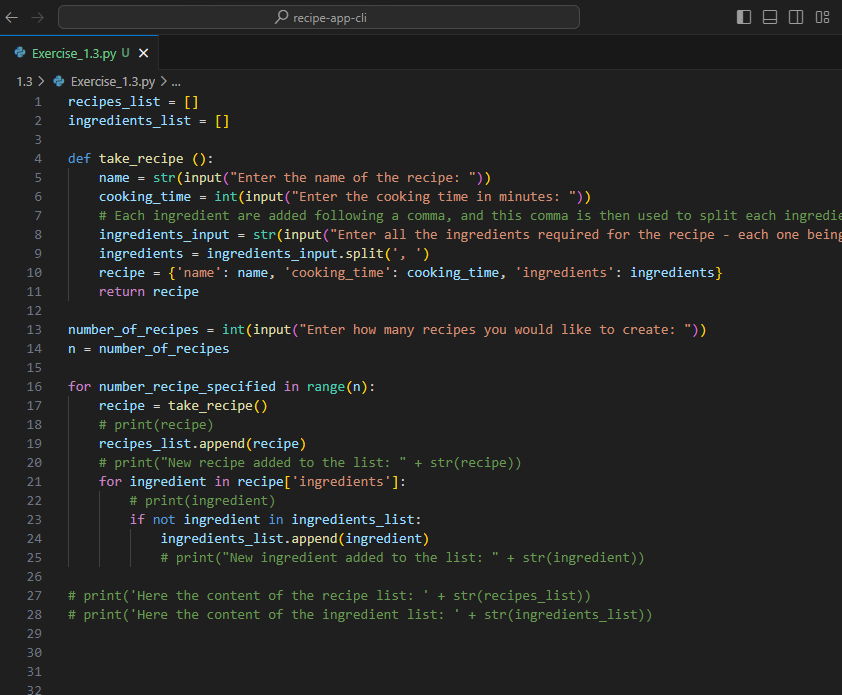 recipe-app-cli
Exercise_1.3.py U
1.3 > Exercise_1.3.py > ...
1 recipes_list = []
2 ingredients_list = []
3
4 def take_recipe ():
5     name = str(input("Enter the name of the recipe: "))
6     cooking_time = int(input("Enter the cooking time in minutes: "))
7     # Each ingredient are added following a comma, and this comma is then used to split each ingredie
8     ingredients_input = str(input("Enter all the ingredients required for the recipe - each one being
9     ingredients = ingredients_input.split(', ')
10     recipe = {'name': name, 'cooking_time': cooking_time, 'ingredients': ingredients}
11     return recipe
12
13 number_of_recipes = int(input("Enter how many recipes you would like to create: "))
14 n = number_of_recipes
15
16 for number_recipe_specified in range(n):
17     recipe = take_recipe()
18     # print(recipe)
19     recipes_list.append(recipe)
20     # print("New recipe added to the list: " + str(recipe))
21     for ingredient in recipe['ingredients']:
22         # print(ingredient)
23         if not ingredient in ingredients_list:
24             ingredients_list.append(ingredient)
25             # print("New ingredient added to the list: " + str(ingredient))
26
27 # print('Here the content of the recipe list: ' + str(recipes_list))
28 # print('Here the content of the ingredient list: ' + str(ingredients_list))
29
30
31
32